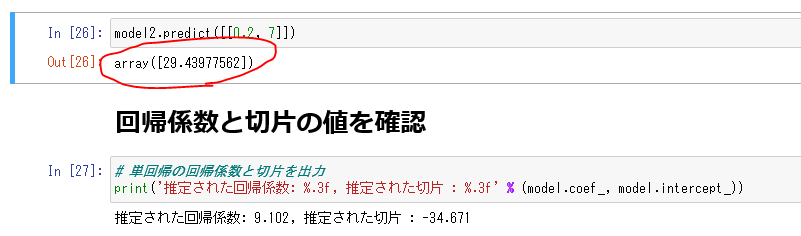 In [26]: model2.predict([[0.2, 7]])
Out[26]: array([29.43977562])
回帰係数と切片の値を確認
In [27]: # 単回帰の回帰係数と切片を出力
print('推定された回帰係数: %.3f, 推定された切片 : %.3f' % (model.coef_, model.intercept_))
推定された回帰係数: 9.102, 推定された切片 : -34.671